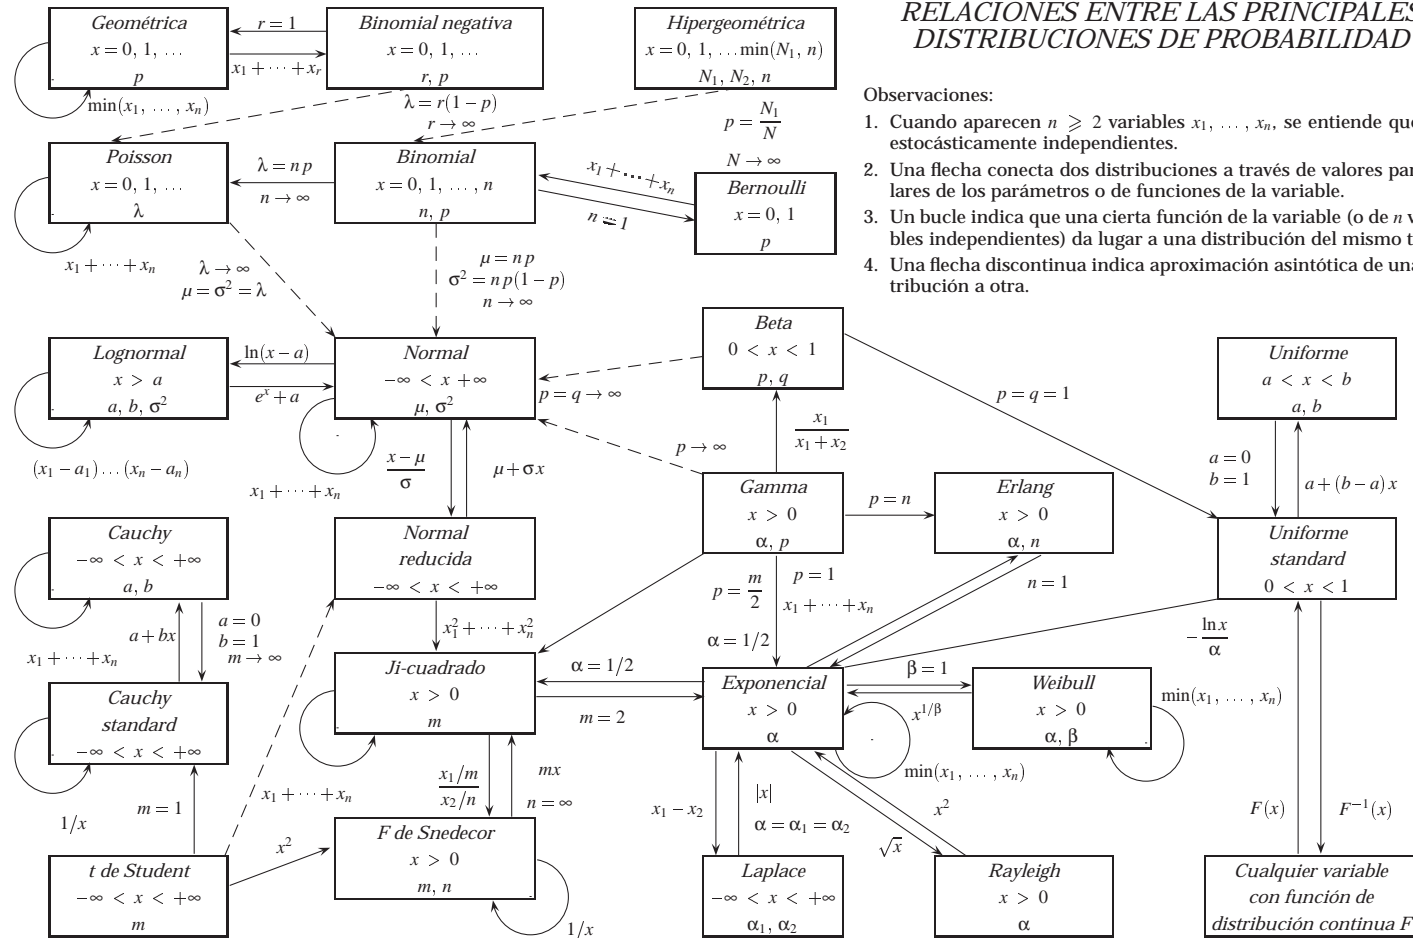 RELACIONES ENTRE LAS PRINCIPALES
DISTRIBUCIONES DE PROBABILIDAD
Observaciones:
1. Cuando aparecen n ⩾ 2 variables x₁, … , xₙ, se entiende que
estocásticamente independientes.
2. Una flecha conecta dos distribuciones a través de valores par
lares de los parámetros o de funciones de la variable.
3. Un bucle indica que una cierta función de la variable (o de n v
bles independientes) da lugar a una distribución del mismo t
4. Una flecha discontinua indica aproximación asintótica de una
tribución a otra.
Geométrica
x = 0, 1, …
p
r = 1
x₁ + ⋯ + xᵣ
min(x₁, … , xₙ)
Binomial negativa
x = 0, 1, …
r, p
λ = r(1 − p)
r → ∞
Hipergeométrica
x = 0, 1, … min(N₁, n)
N₁, N₂, n
p = N₁/N
N → ∞
Poisson
x = 0, 1, …
λ
λ = n p
n → ∞
x₁ + ⋯ + xₙ
Binomial
x = 0, 1, … , n
n, p
x₁ + ⋯ + xₙ
n = 1
Bernoulli
x = 0, 1
p
λ → ∞
μ = σ² = λ
μ = n p
σ² = n p(1 − p)
n → ∞
Lognormal
x > a
a, b, σ²
ln(x − a)
eˣ + a
(x₁ − a₁) … (xₙ − aₙ)
Normal
−∞ < x +∞
μ, σ²
x₁ + ⋯ + xₙ
x − μ
σ
μ + σx
p = q → ∞
p → ∞
Beta
0 < x < 1
p, q
x₁
x₁ + x₂
p = q = 1
Uniforme
a < x < b
a, b
a = 0
b = 1
a + (b − a) x
Cauchy
−∞ < x < +∞
a, b
x₁ + ⋯ + xₙ
a + bx
a = 0
b = 1
m → ∞
Normal
reducida
−∞ < x < +∞
x₁² + ⋯ + xₙ²
Gamma
x > 0
α, p
p = n
p = m/2
α = 1/2
p = 1
x₁ + ⋯ + xₙ
Erlang
x > 0
α, n
n = 1
Uniforme
standard
0 < x < 1
− ln x
α
Cauchy
standard
−∞ < x < +∞
1/x
m = 1
Ji-cuadrado
x > 0
m
x₁ + ⋯ + xₙ
α = 1/2
m = 2
x₁/m
x₂/n
mx
n = ∞
Exponencial
x > 0
α
min(x₁, … , xₙ)
β = 1
x^{1/β}
Weibull
x > 0
α, β
min(x₁, … , xₙ)
x₁ − x₂
|x|
α = α₁ = α₂
x²
√x
F(x)
F⁻¹(x)
t de Student
−∞ < x < +∞
m
x²
F de Snedecor
x > 0
m, n
1/x
Laplace
−∞ < x < +∞
α₁, α₂
Rayleigh
x > 0
α
Cualquier variable
con función de
distribución continua F